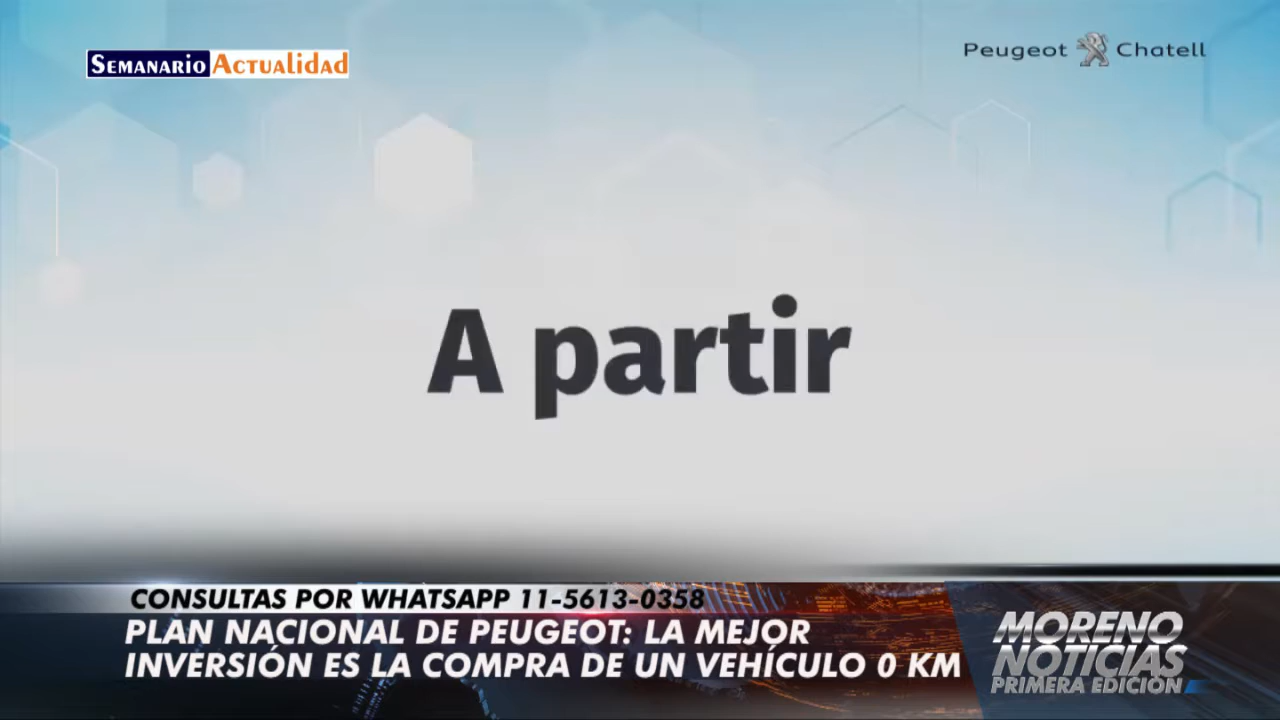 SEMANARIO ACTUALIDAD
Peugeot Chatell
A partir
CONSULTAS POR WHATSAPP 11-5613-0358
PLAN NACIONAL DE PEUGEOT: LA MEJOR
INVERSIÓN ES LA COMPRA DE UN VEHÍCULO 0 KM
MORENO
NOTICIAS
PRIMERA EDICIÓN